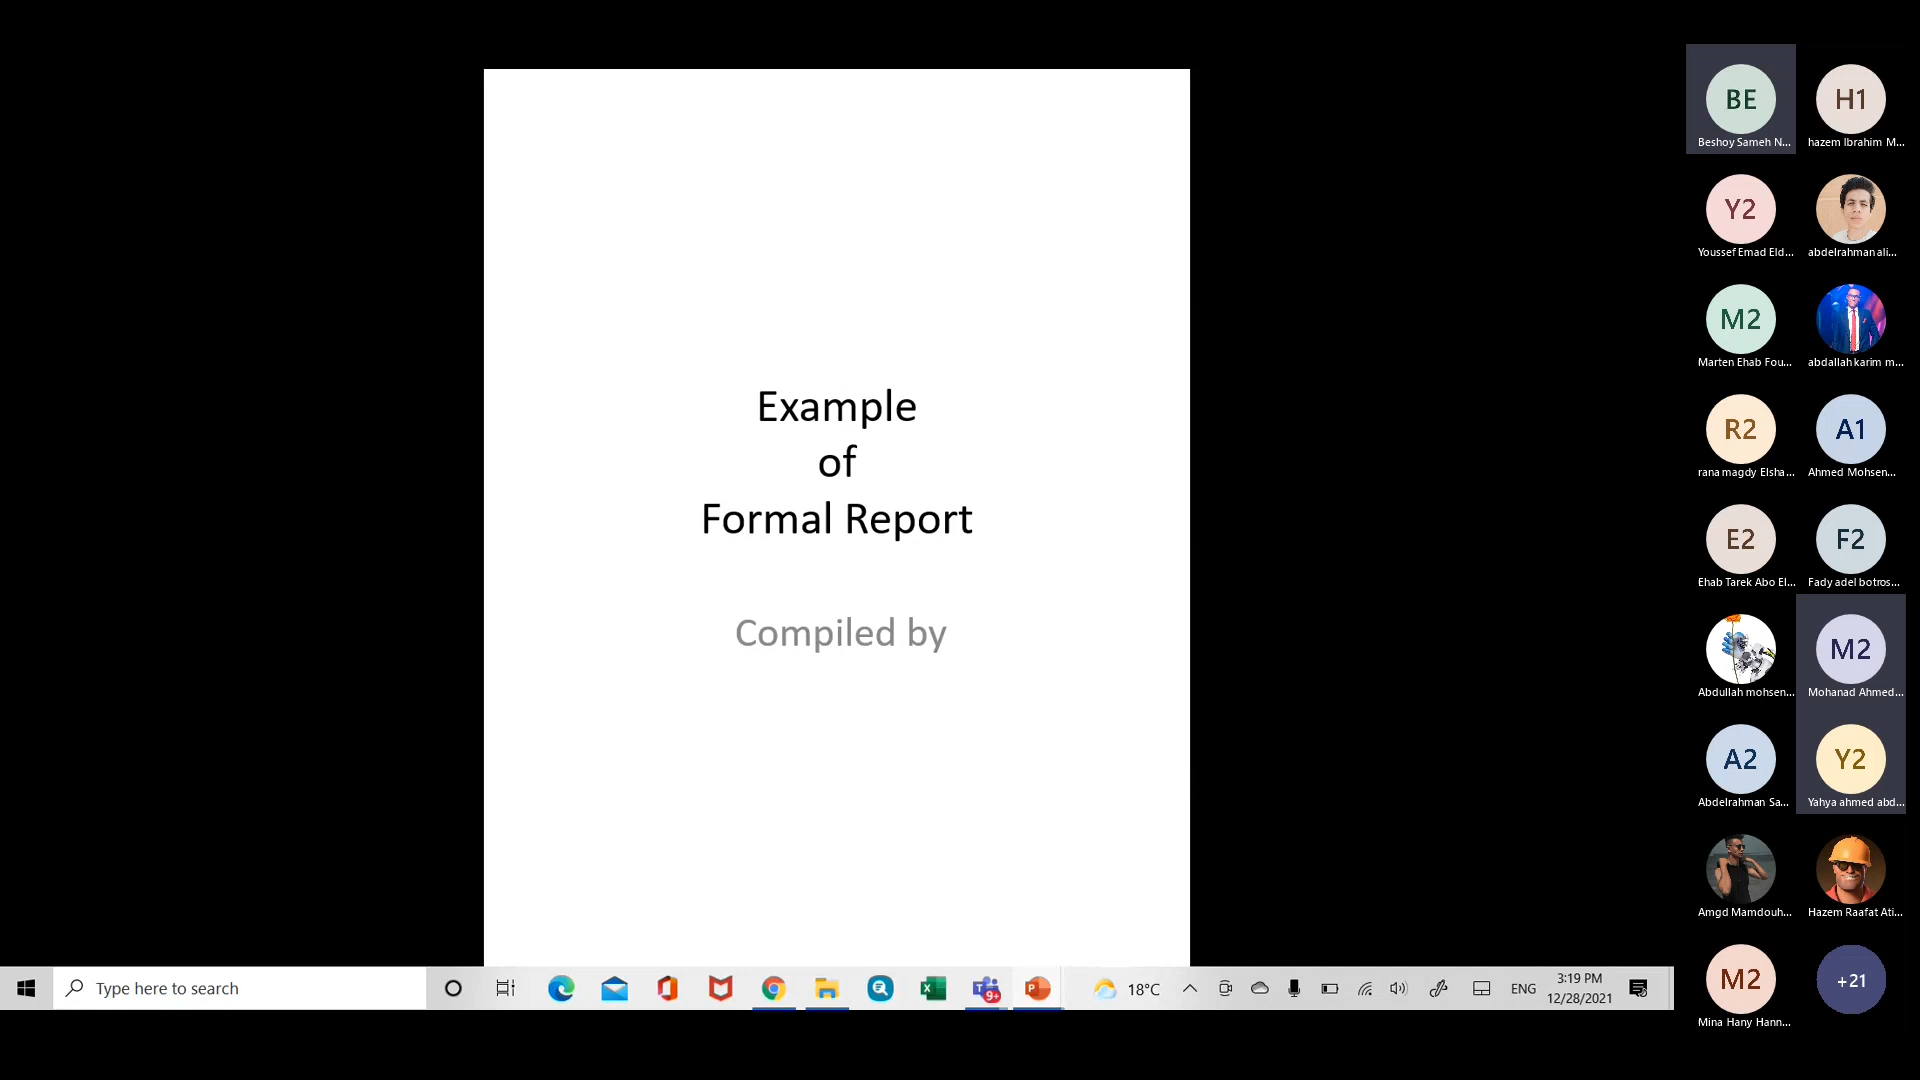 Example
of
Formal Report
Compiled by
BE
Beshoy Sameh N...
H1
hazem Ibrahim M...
Y2
Youssef Emad Eld...
abdelrahman ali...
M2
Marten Ehab Fou...
abdallah karim m...
R2
rana magdy Elsha...
A1
Ahmed Mohsen...
E2
Ehab Tarek Abo El...
F2
Fady adel botros...
Abdullah mohsen...
M2
Mohanad Ahmed...
A2
Abdelrahman Sa...
Y2
Yahya ahmed abd...
Amgd Mamdouh...
Hazem Raafat Ati...
M2
Mina Hany Hann...
+21
Type here to search
9+
18°C
ENG
3:19 PM
12/28/2021